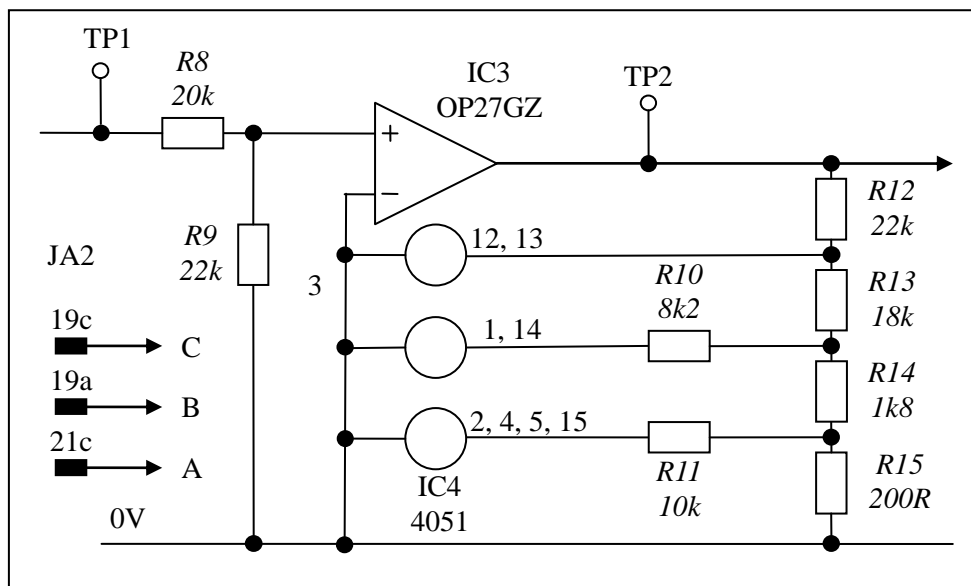 TP1
R8
20k
IC3
OP27GZ
TP2
+
−
R12
22k
JA2
R9
22k
12, 13
3
R10
8k2
R13
18k
19c
C
1, 14
R14
1k8
19a
B
2, 4, 5, 15
21c
A
R11
10k
R15
200R
IC4
4051
0V